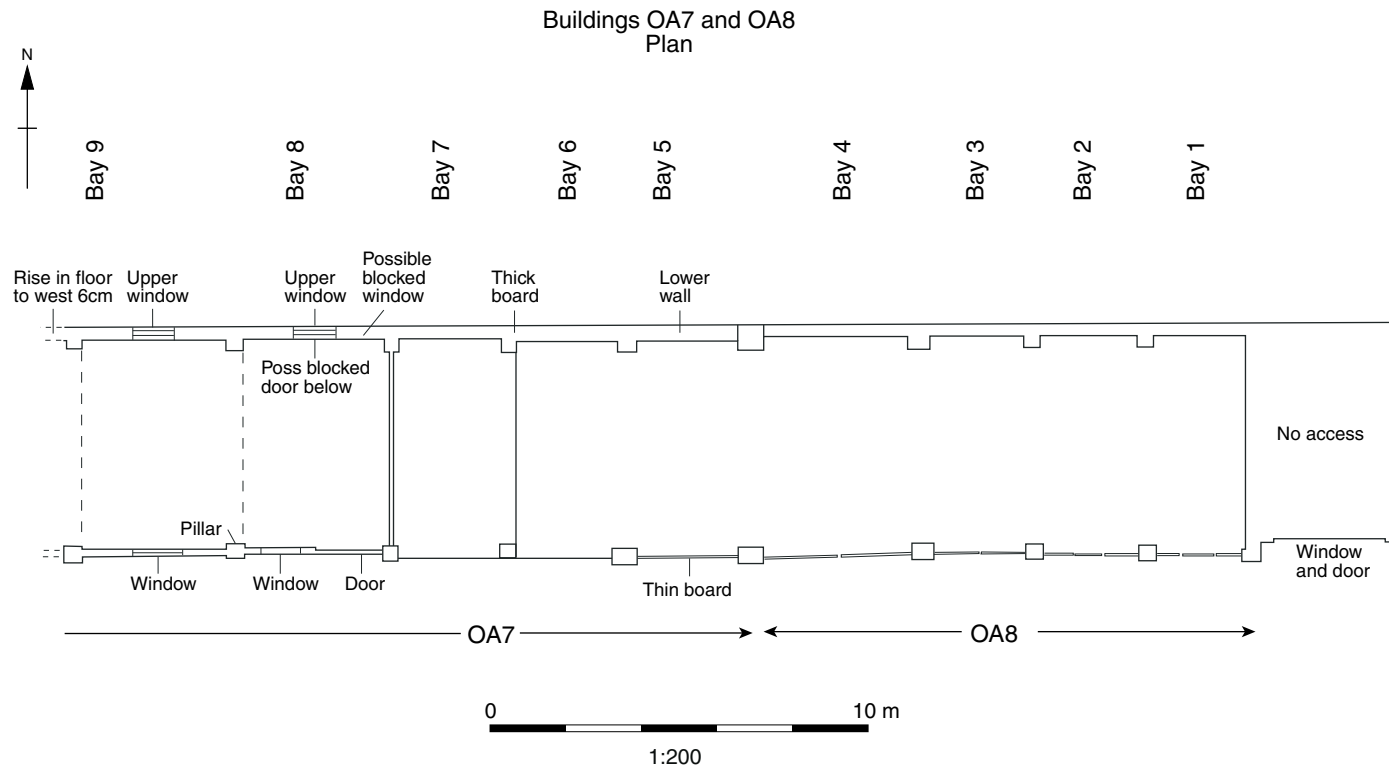 Buildings OA7 and OA8
Plan
N
Bay 9
Bay 8
Bay 7
Bay 6
Bay 5
Bay 4
Bay 3
Bay 2
Bay 1
Rise in floor
to west 6cm
Upper
window
Upper
window
Possible
blocked
window
Thick
board
Lower
wall
Poss blocked
door below
No access
Pillar
Window
Window
Door
Thin board
Window
and door
OA7
OA8
0
10 m
1:200